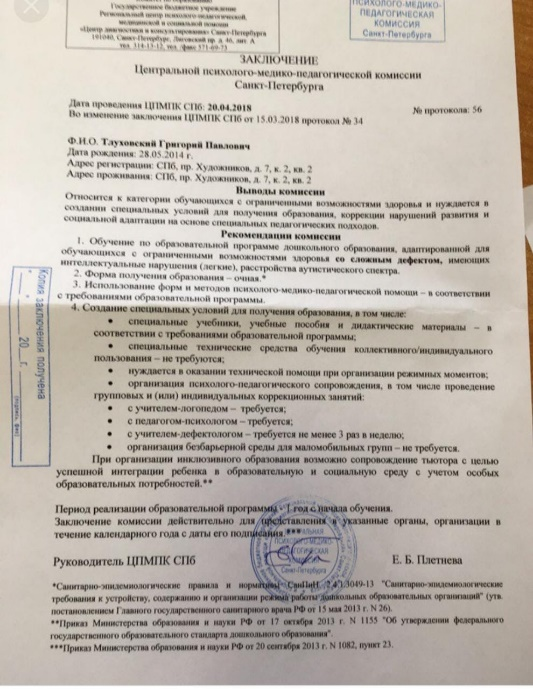 Государственное бюджетное учреждение
Региональный центр психолого-педагогической,
медицинской и социальной помощи
«Центр диагностики и консультирования» Санкт-Петербурга
191040, Санкт-Петербург, Лиговский пр. д. 46, лит. А
тел. 314-13-12, тел. /факс 571-69-73
ПСИХОЛОГО-МЕДИКО-
ПЕДАГОГИЧЕСКАЯ
КОМИССИЯ
Санкт-Петербурга
ЗАКЛЮЧЕНИЕ
Центральной психолого-медико-педагогической комиссии
Санкт-Петербурга
Дата проведения ЦПМПК СПб: 20.04.2018
№ протокола: 56
Во изменение заключения ЦПМПК СПб от 15.03.2018 протокол № 34
Ф.И.О. Глуховский Григорий Павлович
Дата рождения: 28.05.2014 г.
Адрес регистрации: СПб, пр. Художников, д. 7, к. 2, кв. 2
Адрес проживания: СПб, пр. Художников, д. 7, к. 2, кв. 2
Выводы комиссии
Относится к категории обучающихся с ограниченными возможностями здоровья и нуждается в
создании специальных условий для получения образования, коррекции нарушений развития и
социальной адаптации на основе специальных педагогических подходов.
Рекомендации комиссии
1. Обучение по образовательной программе дошкольного образования, адаптированной для
обучающихся с ограниченными возможностями здоровья со сложным дефектом, имеющих
интеллектуальные нарушения (легкие), расстройства аутистического спектра.
2. Форма получения образования – очная.*
3. Использование форм и методов психолого-медико-педагогической помощи – в соответствии
с требованиями образовательной программы.
4. Создание специальных условий для получения образования, в том числе:
• специальные учебники, учебные пособия и дидактические материалы – в
соответствии с требованиями образовательной программы;
• специальные технические средства обучения коллективного/индивидуального
пользования – не требуются;
• нуждается в оказании технической помощи при организации режимных моментов;
• организация психолого-педагогического сопровождения, в том числе проведение
групповых и (или) индивидуальных коррекционных занятий:
• с учителем-логопедом – требуется;
• с педагогом-психологом – требуется;
• с учителем-дефектологом – требуется не менее 3 раз в неделю;
• организация безбарьерной среды для маломобильных групп – не требуется.
При организации инклюзивного образования возможно сопровождение тьютора с целью
успешной интеграции ребенка в образовательную и социальную среду с учетом особых
образовательных потребностей.**
Копия заключения получена
20 г.
(подпись, фио)
Период реализации образовательной программы - 1 год с начала обучения.
Заключение комиссии действительно для представления в указанные органы, организации в
течение календарного года с даты его подписания.***
ПСИХОЛОГО-МЕДИКО-
ПЕДАГОГИЧЕСКАЯ
Санкт-Петербург
Руководитель ЦПМПК СПб
Е. Б. Плетнева
*Санитарно-эпидемиологические правила и нормативы СанПиН 2.4.1.3049-13 "Санитарно-эпидемиологические
требования к устройству, содержанию и организации режима работы дошкольных образовательных организаций" (утв.
постановлением Главного государственного санитарного врача РФ от 15 мая 2013 г. N 26).
**Приказ Министерства образования и науки РФ от 17 октября 2013 г. N 1155 "Об утверждении федерального
государственного образовательного стандарта дошкольного образования".
***Приказ Министерства образования и науки РФ от 20 сентября 2013 г. N 1082, пункт 23.